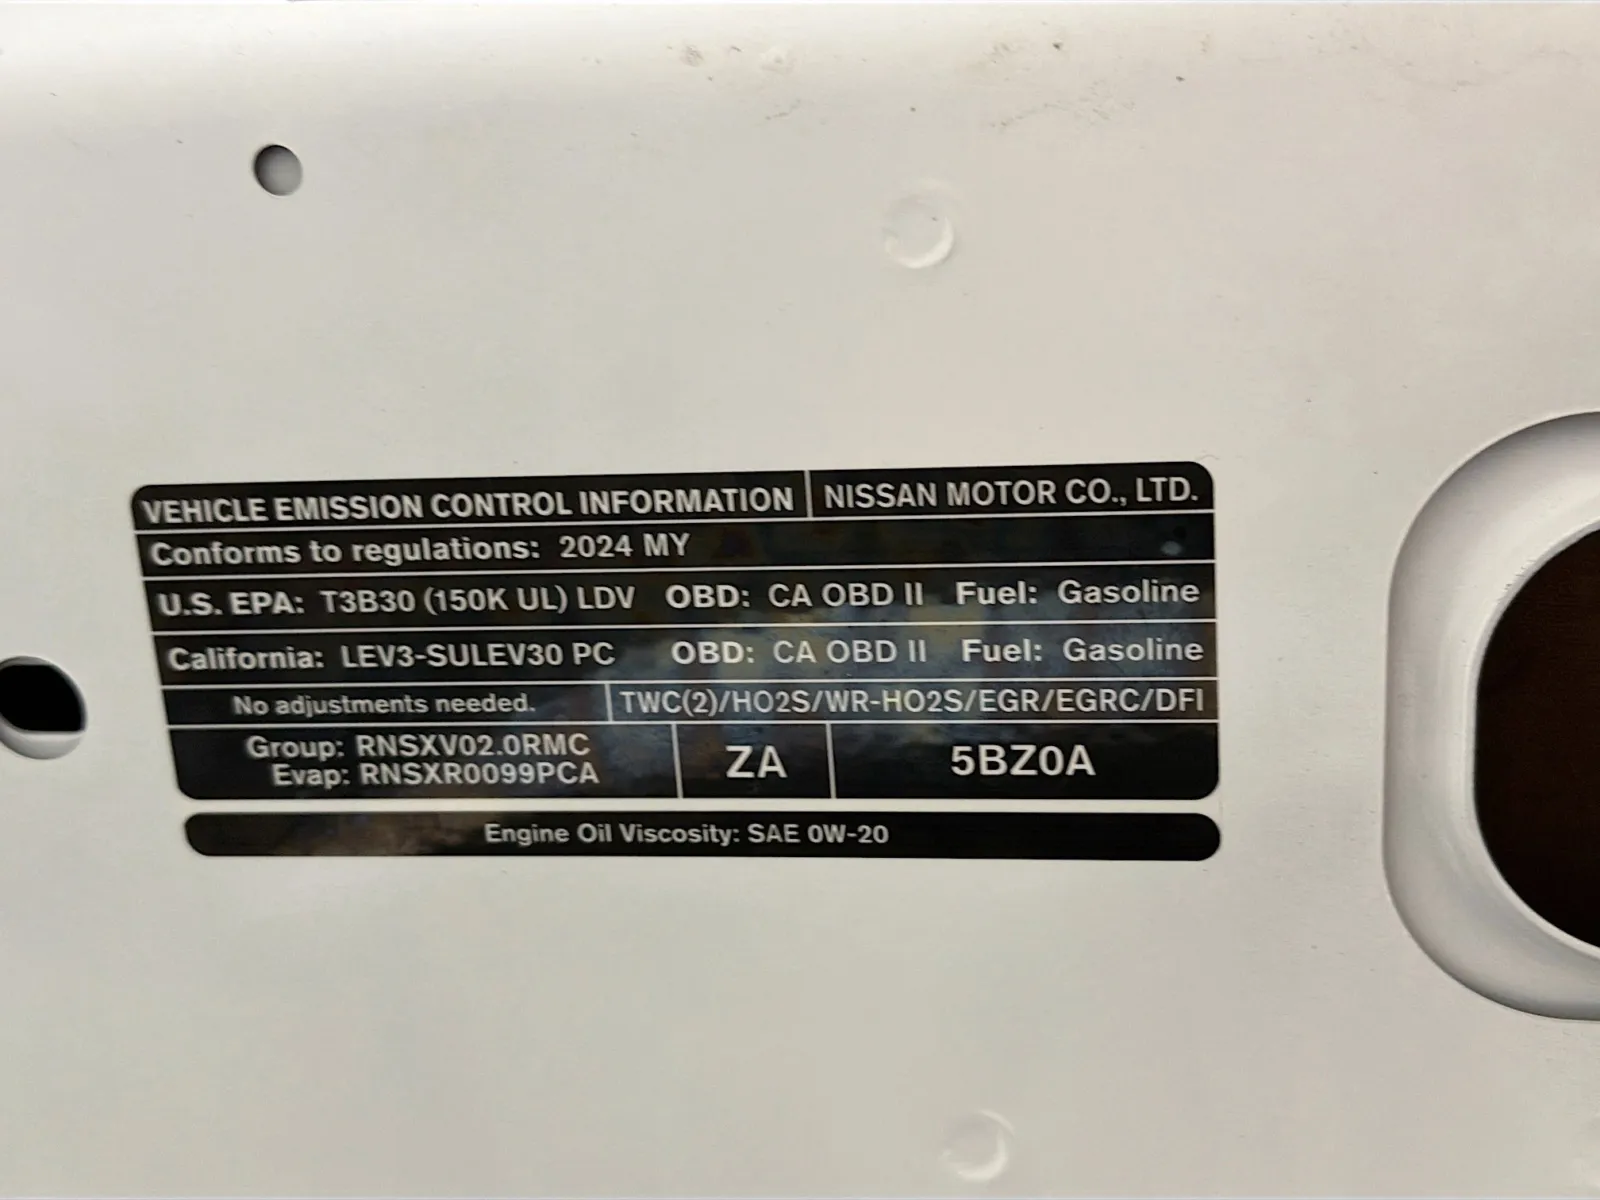 VEHICLE EMISSION CONTROL INFORMATION NISSAN MOTOR CO., LTD.
Conforms to regulations: 2024 MY
U.S. EPA: T3B30 (150K UL) LDV OBD: CA OBD II Fuel: Gasoline
California: LEV3-SULEV30 PC OBD: CA OBD II Fuel: Gasoline
No adjustments needed. TWC(2)/HO2S/WR-HO2S/EGR/EGRC/DFI
Group: RNSXV02.0RMC
Evap: RNSXR0099PCA
ZA
5BZ0A
Engine Oil Viscosity: SAE 0W-20